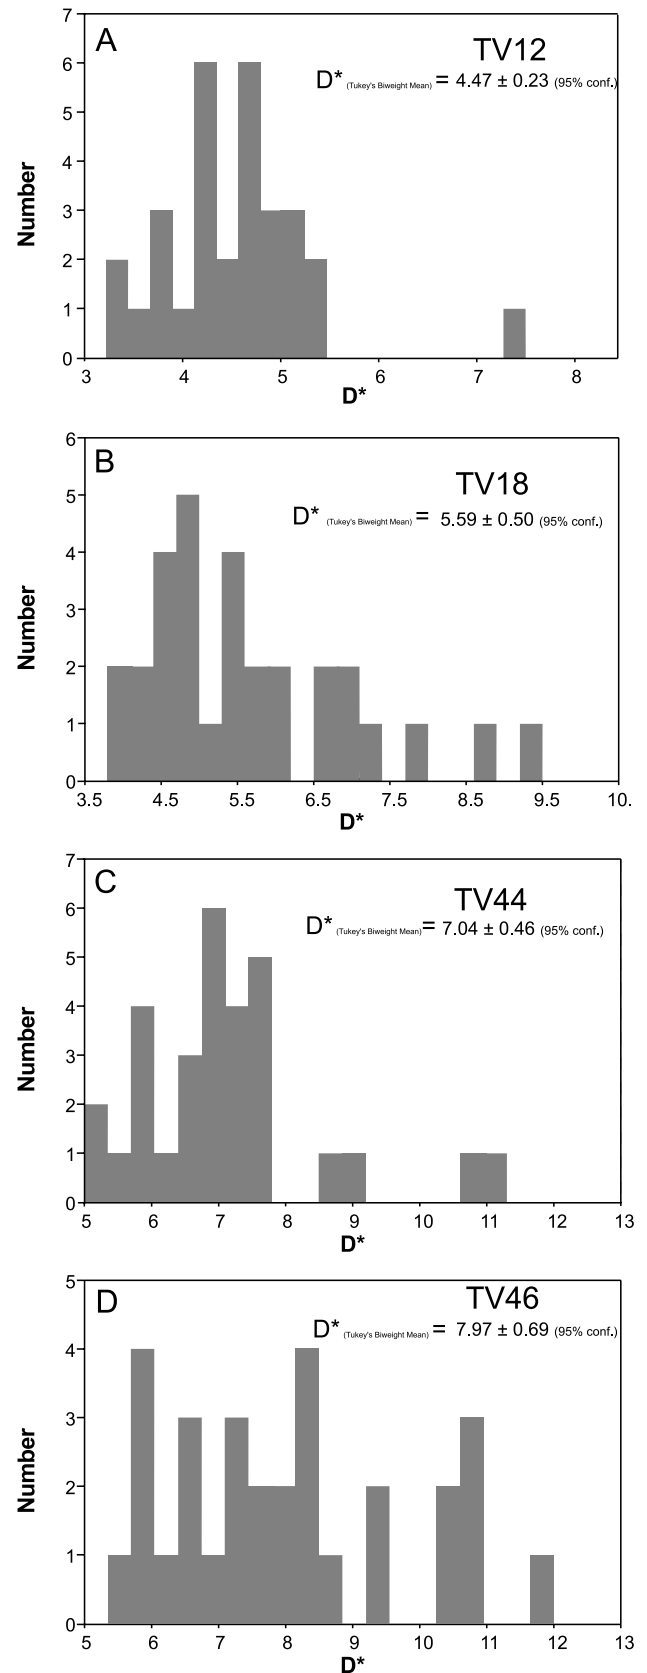 7
A
TV12
6
D* (Tukey's Biweight Mean) = 4.47 ± 0.23 (95% conf.)
5
4
Number
3
2
1
0
3 4 5 6 7 8
D*
6
B
TV18
5
D* (Tukey's Biweight Mean) = 5.59 ± 0.50 (95% conf.)
4
Number
3
2
1
0
3.5 4.5 5.5 6.5 7.5 8.5 9.5 10.
D*
7
C
TV44
6
D* (Tukey's Biweight Mean) = 7.04 ± 0.46 (95% conf.)
5
4
Number
3
2
1
0
5 6 7 8 9 10 11 12 13
D*
5
D
TV46
D* (Tukey's Biweight Mean) = 7.97 ± 0.69 (95% conf.)
4
3
Number
2
1
0
5 6 7 8 9 10 11 12 13
D*